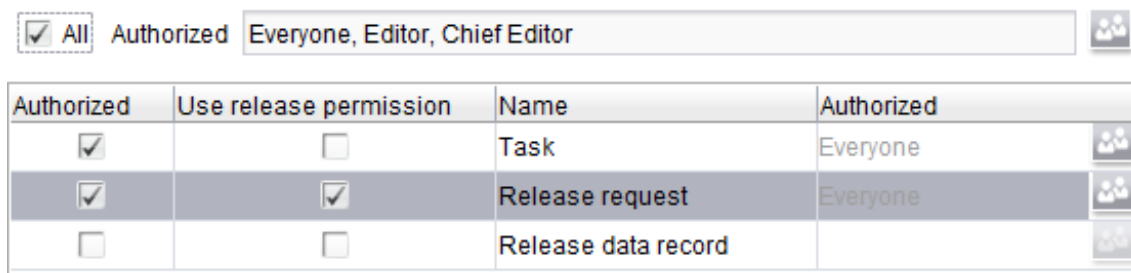 All Authorized Everyone, Editor, Chief Editor
Authorized Use release permission Name Authorized
Task Everyone
Release request Everyone
Release data record